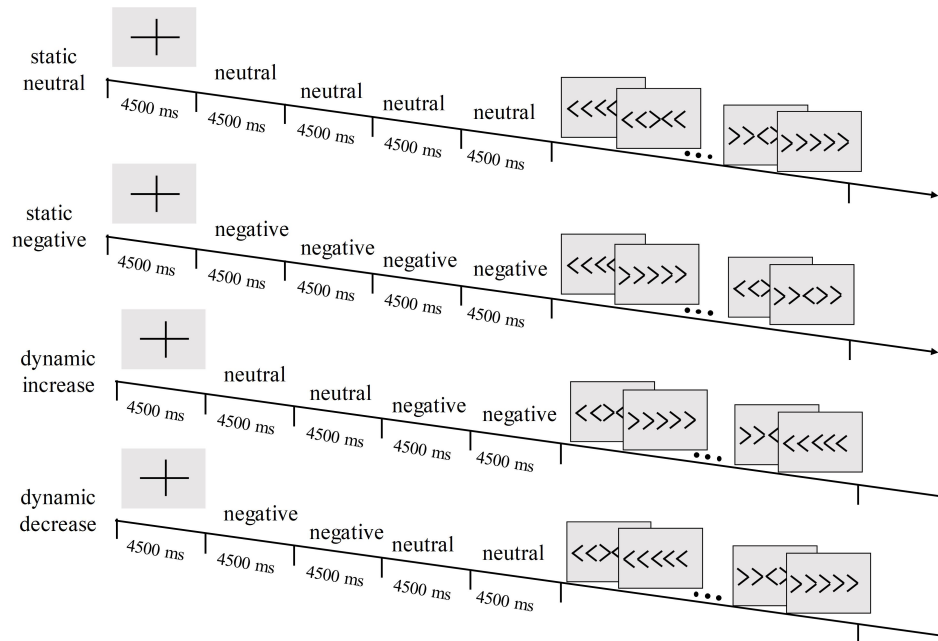 static
neutral
neutral
neutral
neutral
neutral
4500 ms
4500 ms
4500 ms
4500 ms
4500 ms
<<<<
<<><<
>><>
>>>>>
static
negative
negative
negative
negative
negative
4500 ms
4500 ms
4500 ms
4500 ms
4500 ms
<<<<
>>>>>
<<>
>><>>
dynamic
increase
neutral
neutral
negative
negative
4500 ms
4500 ms
4500 ms
4500 ms
4500 ms
<<><
>>>>>
>><
<<<<<
dynamic
decrease
negative
negative
neutral
neutral
4500 ms
4500 ms
4500 ms
4500 ms
4500 ms
<<><
<<<<<
>><>
>>>>>